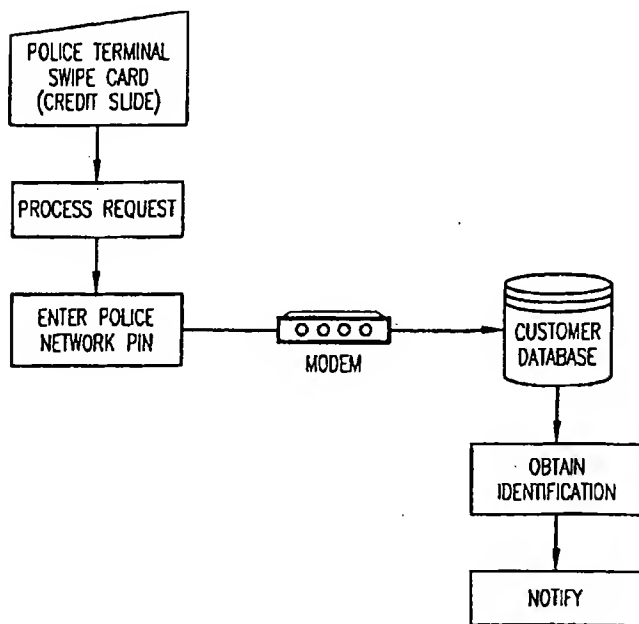 POLICE TERMINAL
SWIPE CARD
(CREDIT SLIDE)
PROCESS REQUEST
ENTER POLICE
NETWORK PIN
MODEM
CUSTOMER
DATABASE
OBTAIN
IDENTIFICATION
NOTIFY